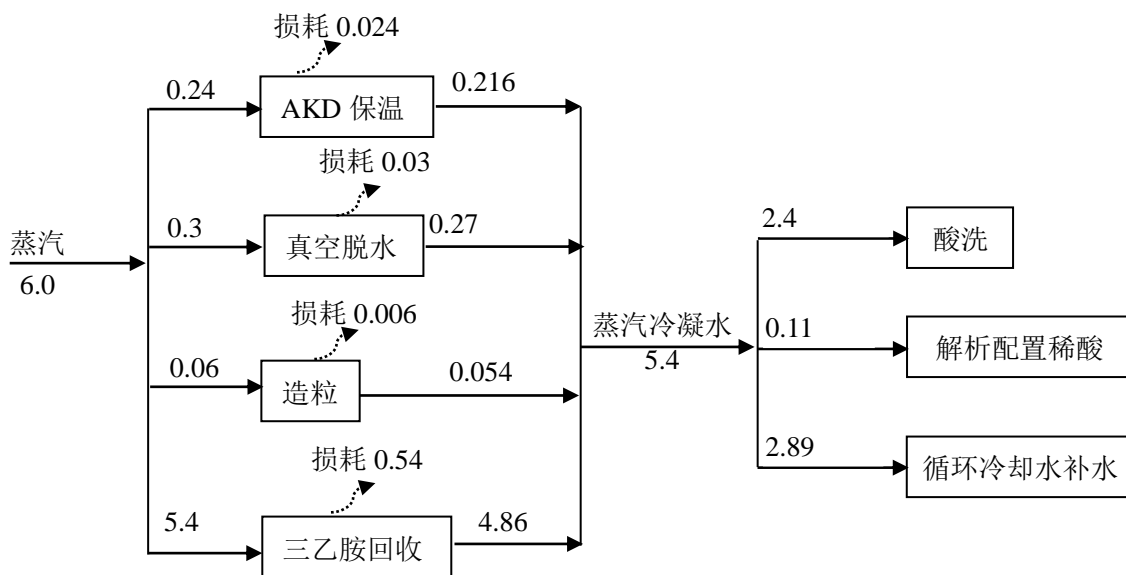 损耗 0.024
0.24
AKD 保温
0.216
损耗 0.03
蒸汽
6.0
0.3
真空脱水
0.27
损耗 0.006
0.06
造粒
0.054
损耗 0.54
5.4
三乙胺回收
4.86
蒸汽冷凝水
5.4
2.4
酸洗
0.11
解析配置稀酸
2.89
循环冷却水补水